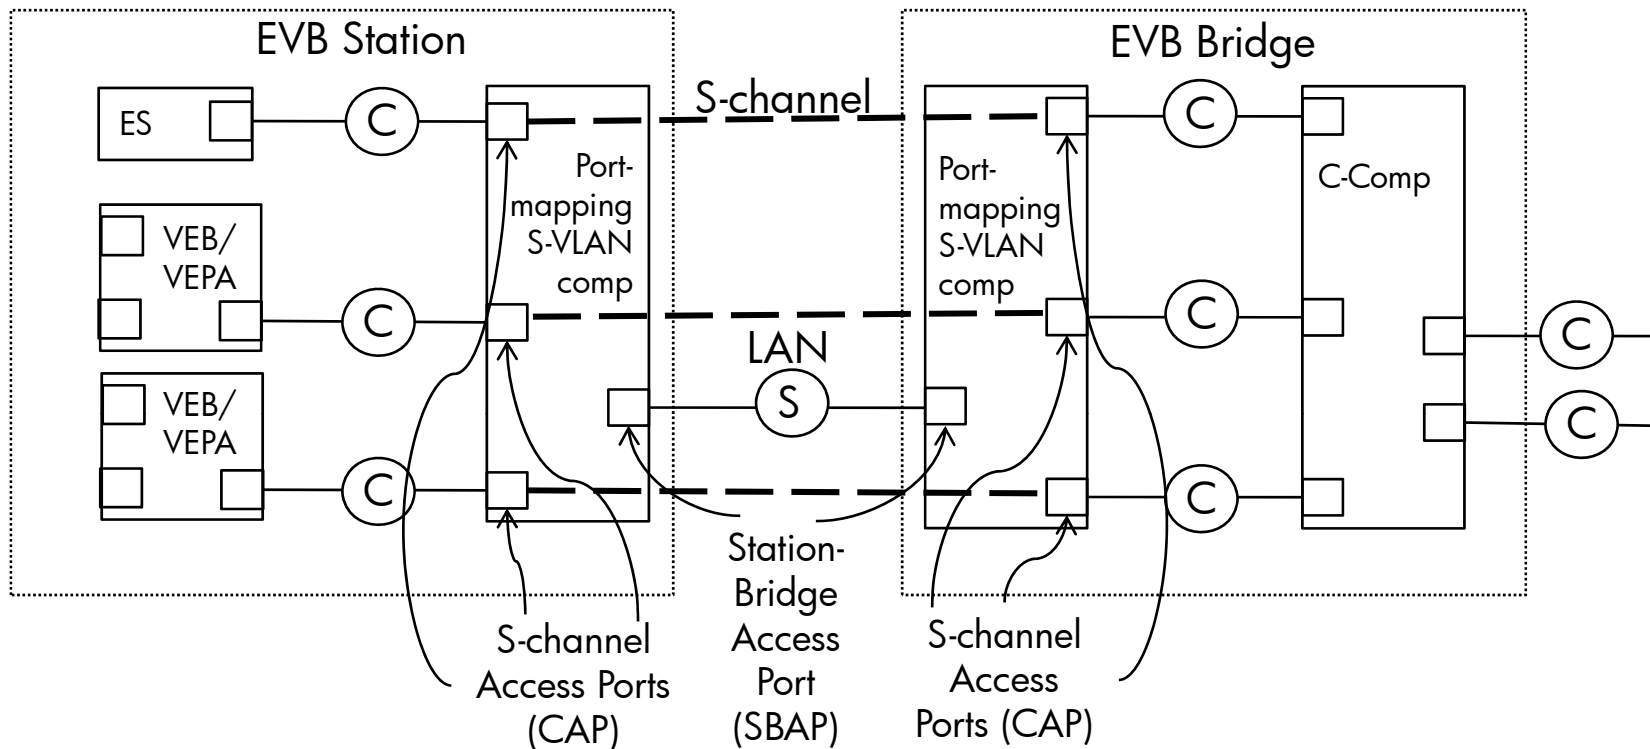 EVB Station
EVB Bridge
S-channel
ES
C
C
Port-
mapping
S-VLAN
comp
Port-
mapping
S-VLAN
comp
C-Comp
VEB/
VEPA
C
C
LAN
S
C
C
VEB/
VEPA
C
C
Station-
Bridge
Access
Port
(SBAP)
S-channel
Access Ports
(CAP)
S-channel
Access
Ports (CAP)